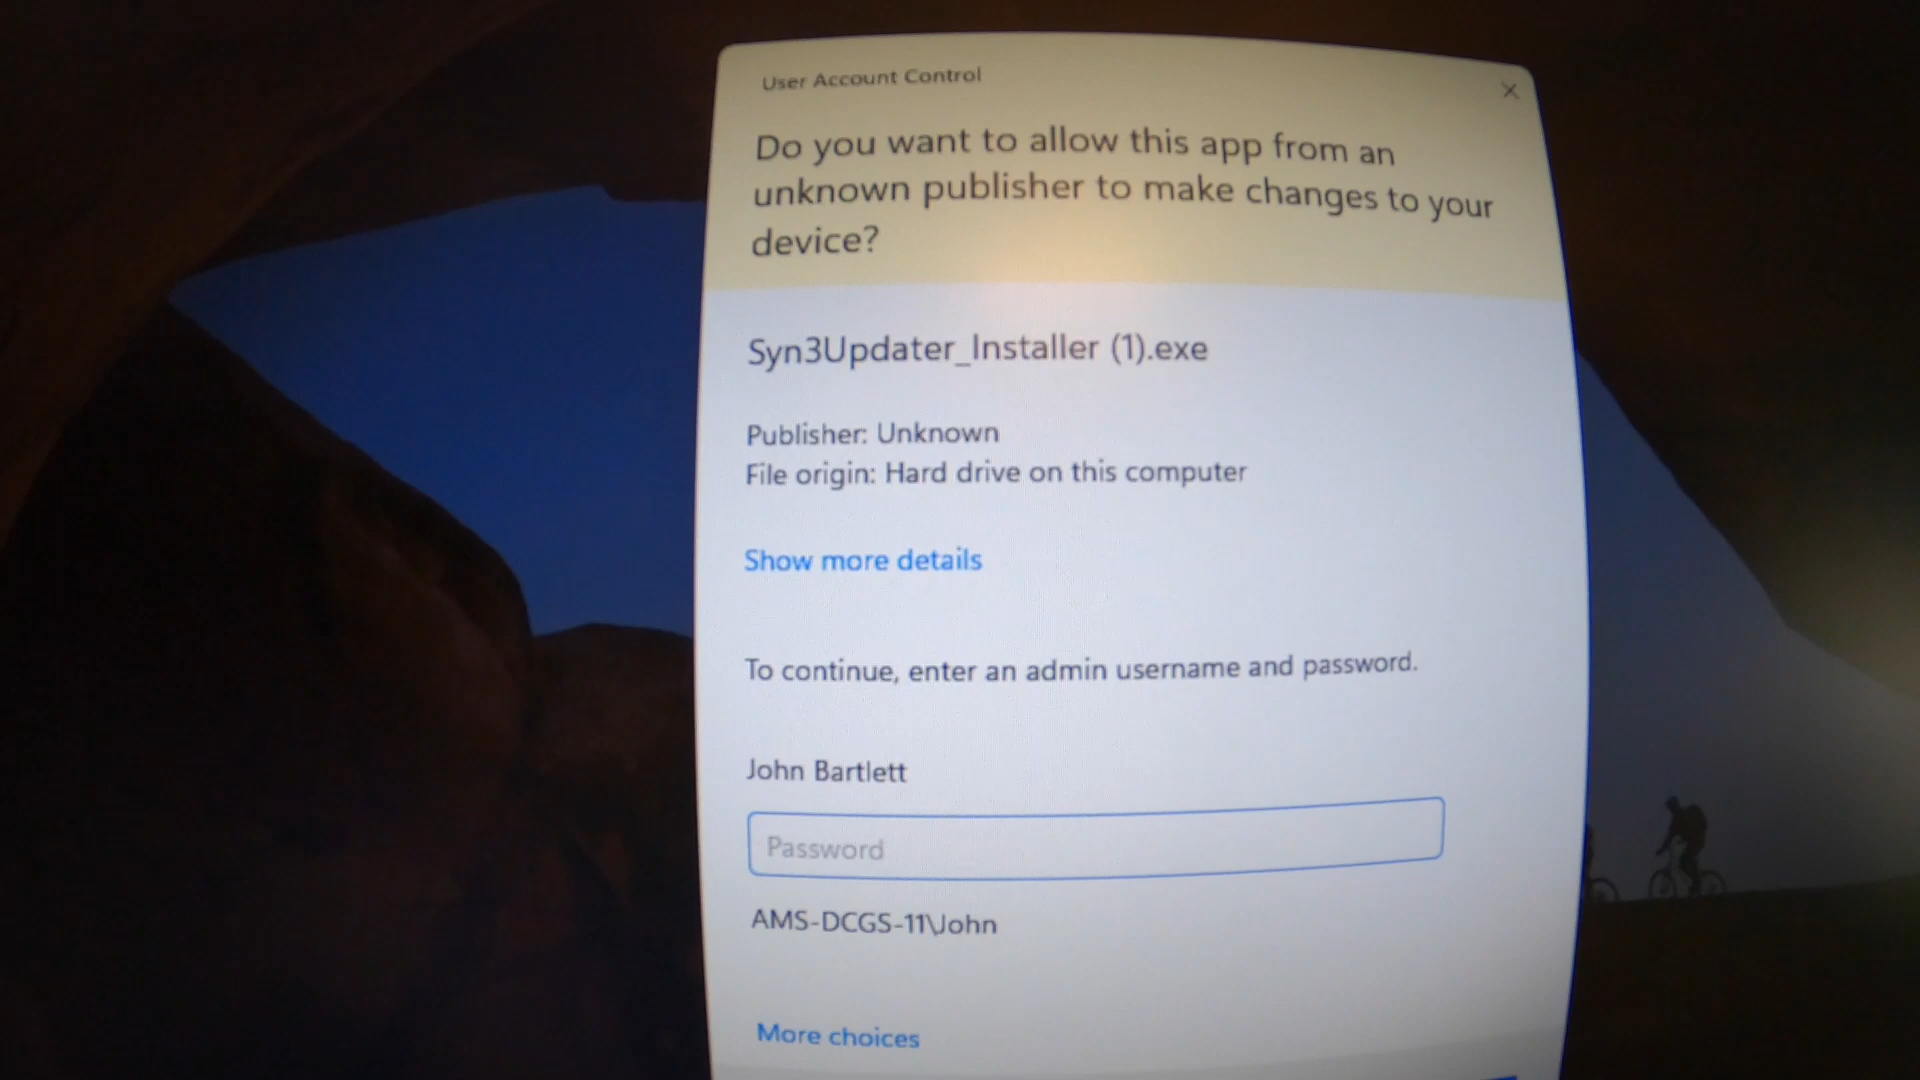 User Account Control
Do you want to allow this app from an
unknown publisher to make changes to your
device?
Syn3Updater_Installer (1).exe
Publisher: Unknown
File origin: Hard drive on this computer
Show more details
To continue, enter an admin username and password.
John Bartlett
Password
AMS-DCGS-11\John
More choices